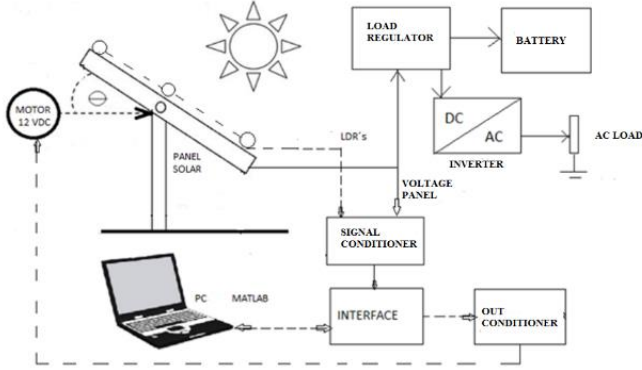 LOAD
REGULATOR
BATTERY
MOTOR
12 VDC
PANEL
SOLAR
LDR´s
DC
AC
INVERTER
AC LOAD
VOLTAGE
PANEL
SIGNAL
CONDITIONER
PC MATLAB
INTERFACE
OUT
CONDITIONER